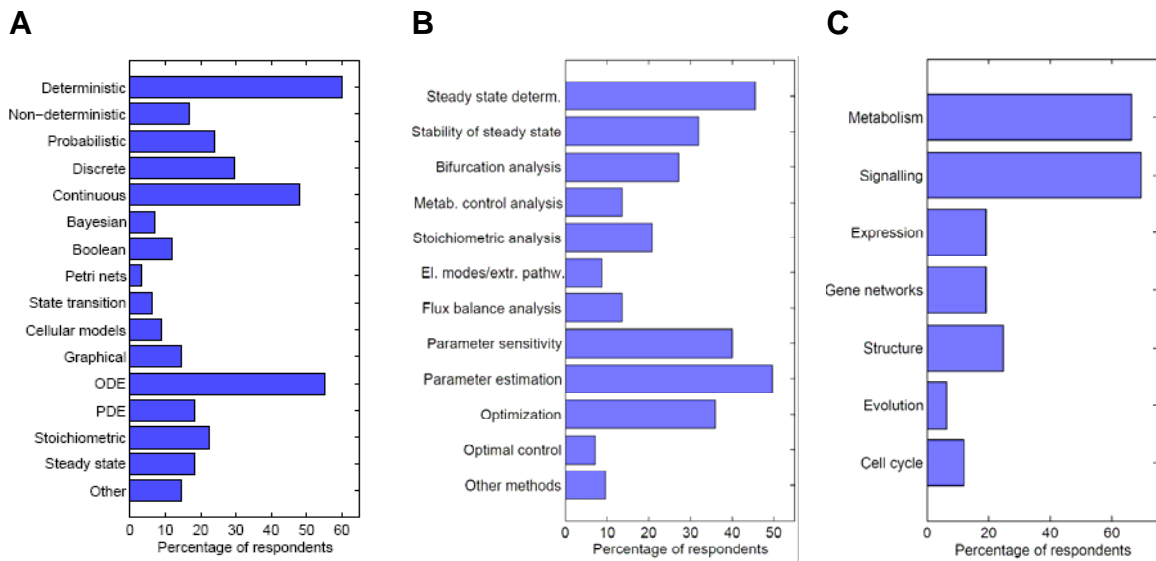 A
Deterministic
Non-deterministic
Probabilistic
Discrete
Continuous
Bayesian
Boolean
Petri nets
State transition
Cellular models
Graphical
ODE
PDE
Stoichiometric
Steady state
Other
0 10 20 30 40 50 60
Percentage of respondents
B
Steady state determ.
Stability of steady state
Bifurcation analysis
Metab. control analysis
Stoichiometric analysis
El. modes/extr. pathw.
Flux balance analysis
Parameter sensitivity
Parameter estimation
Optimization
Optimal control
Other methods
0 10 20 30 40 50
Percentage of respondents
C
Metabolism
Signalling
Expression
Gene networks
Structure
Evolution
Cell cycle
0 20 40 60
Percentage of respondents